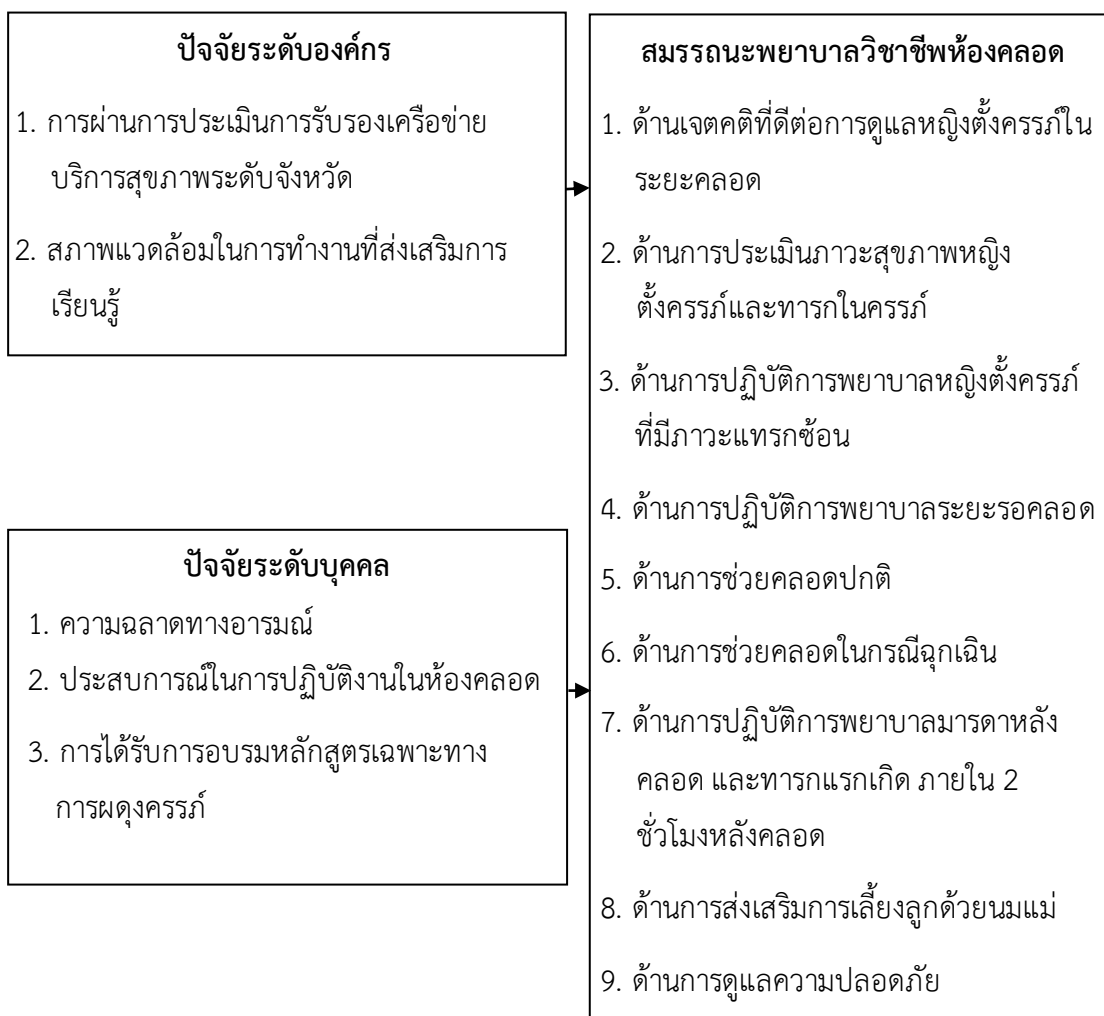 ปัจจัยระดับองค์กร
1. การผ่านการประเมินการรับรองเครือข่าย
บริการสุขภาพระดับจังหวัด
2. สภาพแวดล้อมในการทำงานที่ส่งเสริมการ
เรียนรู้
ปัจจัยระดับบุคคล
1. ความฉลาดทางอารมณ์
2. ประสบการณ์ในการปฏิบัติงานในห้องคลอด
3. การได้รับการอบรมหลักสูตรเฉพาะทาง
การผดุงครรภ์
สมรรถนะพยาบาลวิชาชีพห้องคลอด
1. ด้านเจตคติที่ดีต่อการดูแลหญิงตั้งครรภ์ใน
ระยะคลอด
2. ด้านการประเมินภาวะสุขภาพหญิง
ตั้งครรภ์และทารกในครรภ์
3. ด้านการปฏิบัติการพยาบาลหญิงตั้งครรภ์
ที่มีภาวะแทรกซ้อน
4. ด้านการปฏิบัติการพยาบาลระยะรอคลอด
5. ด้านการช่วยคลอดปกติ
6. ด้านการช่วยคลอดในกรณีฉุกเฉิน
7. ด้านการปฏิบัติการพยาบาลมารดาหลัง
คลอด และทารกแรกเกิด ภายใน 2
ชั่วโมงหลังคลอด
8. ด้านการส่งเสริมการเลี้ยงลูกด้วยนมแม่
9. ด้านการดูแลความปลอดภัย